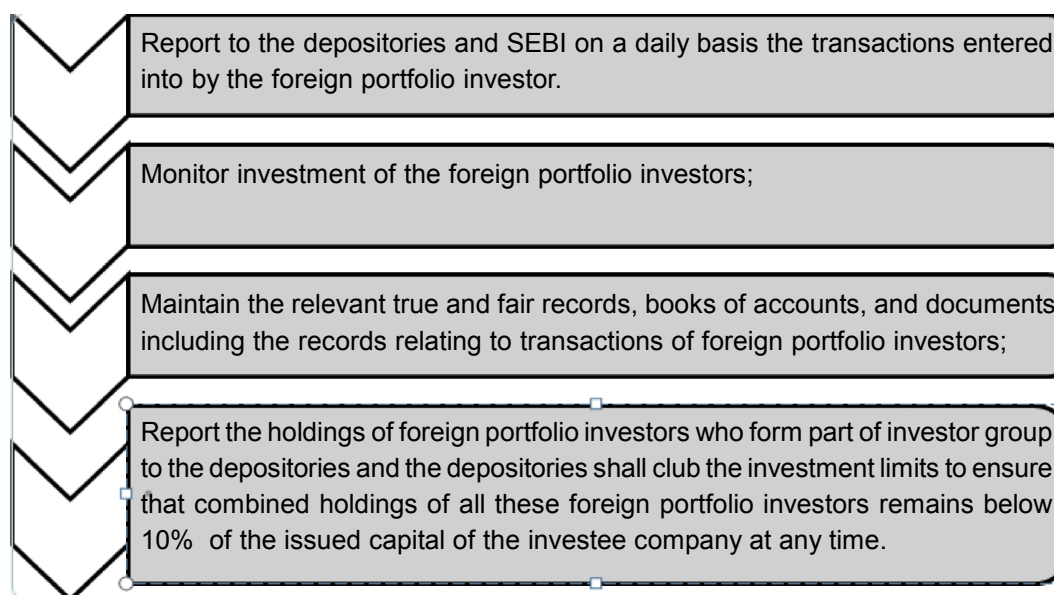 Report to the depositories and SEBI on a daily basis the transactions entered
into by the foreign portfolio investor.
Monitor investment of the foreign portfolio investors;
Maintain the relevant true and fair records, books of accounts, and documents
including the records relating to transactions of foreign portfolio investors;
Report the holdings of foreign portfolio investors who form part of investor group
to the depositories and the depositories shall club the investment limits to ensure
that combined holdings of all these foreign portfolio investors remains below
10% of the issued capital of the investee company at any time.